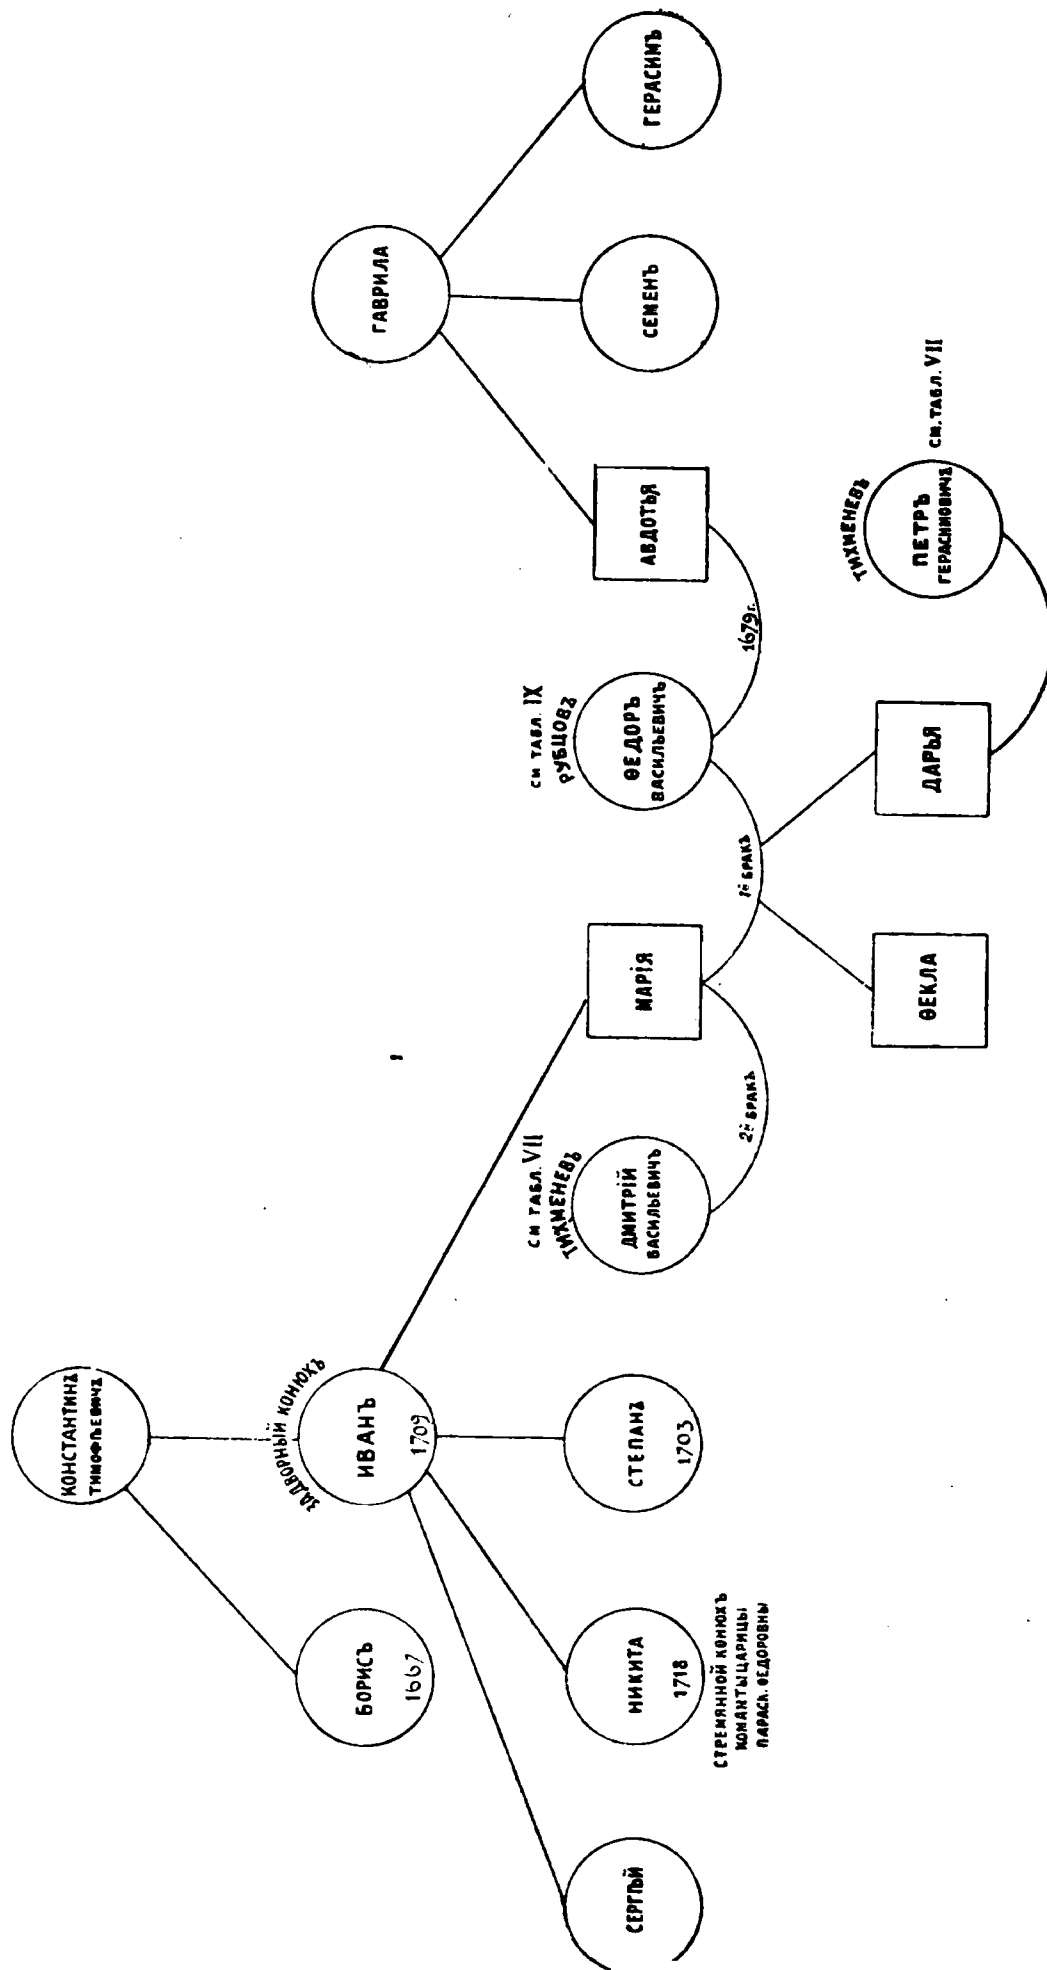 КОНСТАНТИНЪ
ТИМОФѢЕВИЧЪ
БОРИСЪ
1667
ЗАДВОРНЫЙ КОНЮХЪ
ИВАНЪ
1709
ГАВРИЛА
СЕРГѢЙ
НИКИТА
1718
СТРЕМЯННОЙ КОНЮХЪ
КОМНАТЫ ЦАРИЦЫ
ПАРАСК. ѲЕДОРОВНЫ
СТЕПАНЪ
1703
СМ ТАБЛ. VII
ТИХМЕНЕВЪ
ДМИТРІЙ
ВАСИЛЬЕВИЧЪ
2й БРАКЪ
МАРІЯ
1й БРАКЪ
СМ ТАБЛ. IX
РУБЦОВЪ
ѲЕДОРЪ
ВАСИЛЬЕВИЧЪ
1679г.
АВДОТЬЯ
СЕМЕНЪ
ГЕРАСИМЪ
ѲЕКЛА
ДАРЬЯ
ТИХМЕНЕВЪ
ПЕТРЪ
ГЕРАСИМОВИЧЪ
СМ. ТАБЛ. VII